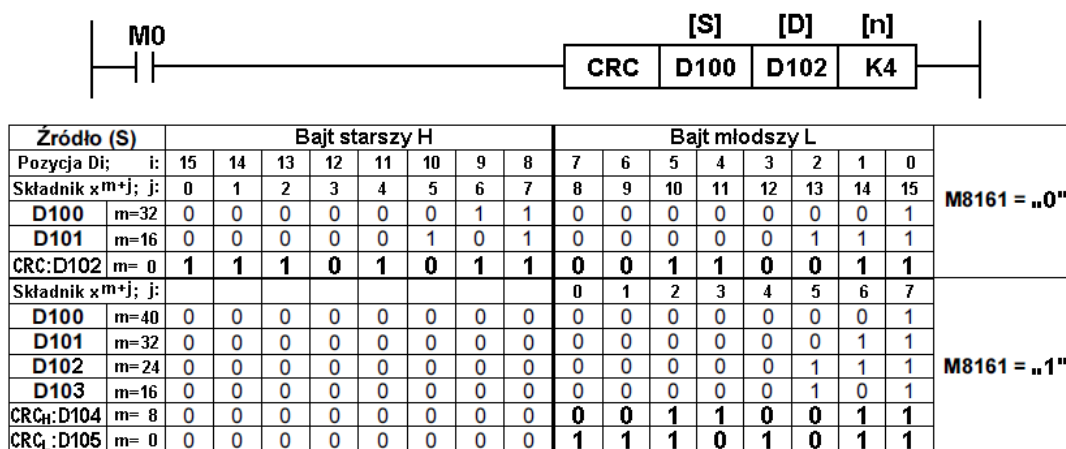 [S] [D] [n]
M0
CRC D100 D102 K4
Źródło (S) Bajt starszy H Bajt młodszy L
Pozycja Di; i: 15 14 13 12 11 10 9 8 7 6 5 4 3 2 1 0
Składnik xm+j; j: 0 1 2 3 4 5 6 7 8 9 10 11 12 13 14 15
M8161 = „0"
D100 m=32 0 0 0 0 0 0 1 1 0 0 0 0 0 0 0 1
D101 m=16 0 0 0 0 0 1 0 1 0 0 0 0 0 1 1 1
CRC:D102 m= 0 1 1 1 0 1 0 1 1 0 0 1 1 0 0 1 1
Składnik xm+j; j: 0 1 2 3 4 5 6 7
D100 m=40 0 0 0 0 0 0 0 0 0 0 0 0 0 0 0 1
D101 m=32 0 0 0 0 0 0 0 0 0 0 0 0 0 0 1 1
D102 m=24 0 0 0 0 0 0 0 0 0 0 0 0 0 1 1 1
M8161 = „1"
D103 m=16 0 0 0 0 0 0 0 0 0 0 0 0 0 1 0 1
CRCH:D104 m= 8 0 0 0 0 0 0 0 0 0 0 1 1 0 0 1 1
CRCL:D105 m= 0 0 0 0 0 0 0 0 0 1 1 1 0 1 0 1 1